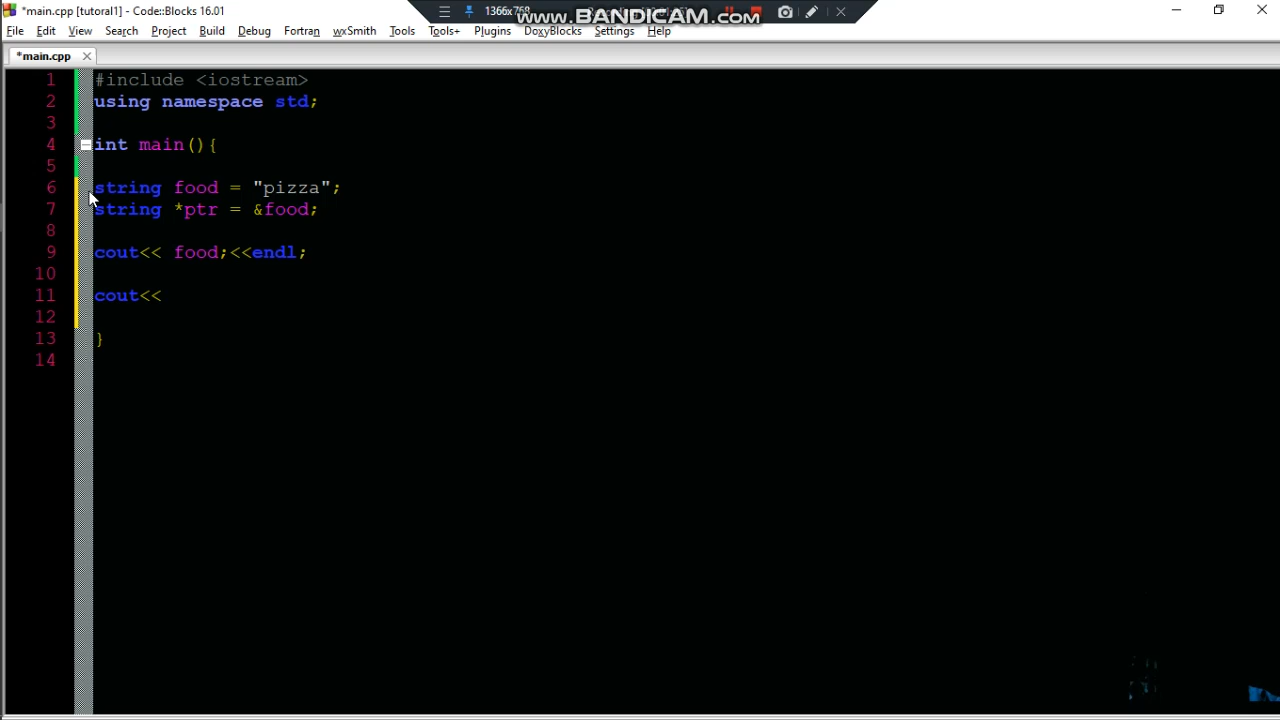 *main.cpp [tutoral1] - Code::Blocks 16.01
1366x768
www.BANDICAM.com
File Edit View Search Project Build Debug Fortran wxSmith Tools Tools+ Plugins DoxyBlocks Settings Help
*main.cpp
1 #include <iostream>
2 using namespace std;
3
4 int main(){
5
6 string food = "pizza";
7 string *ptr = &food;
8
9 cout<< food;<<endl;
10
11 cout<<
12
13 }
14